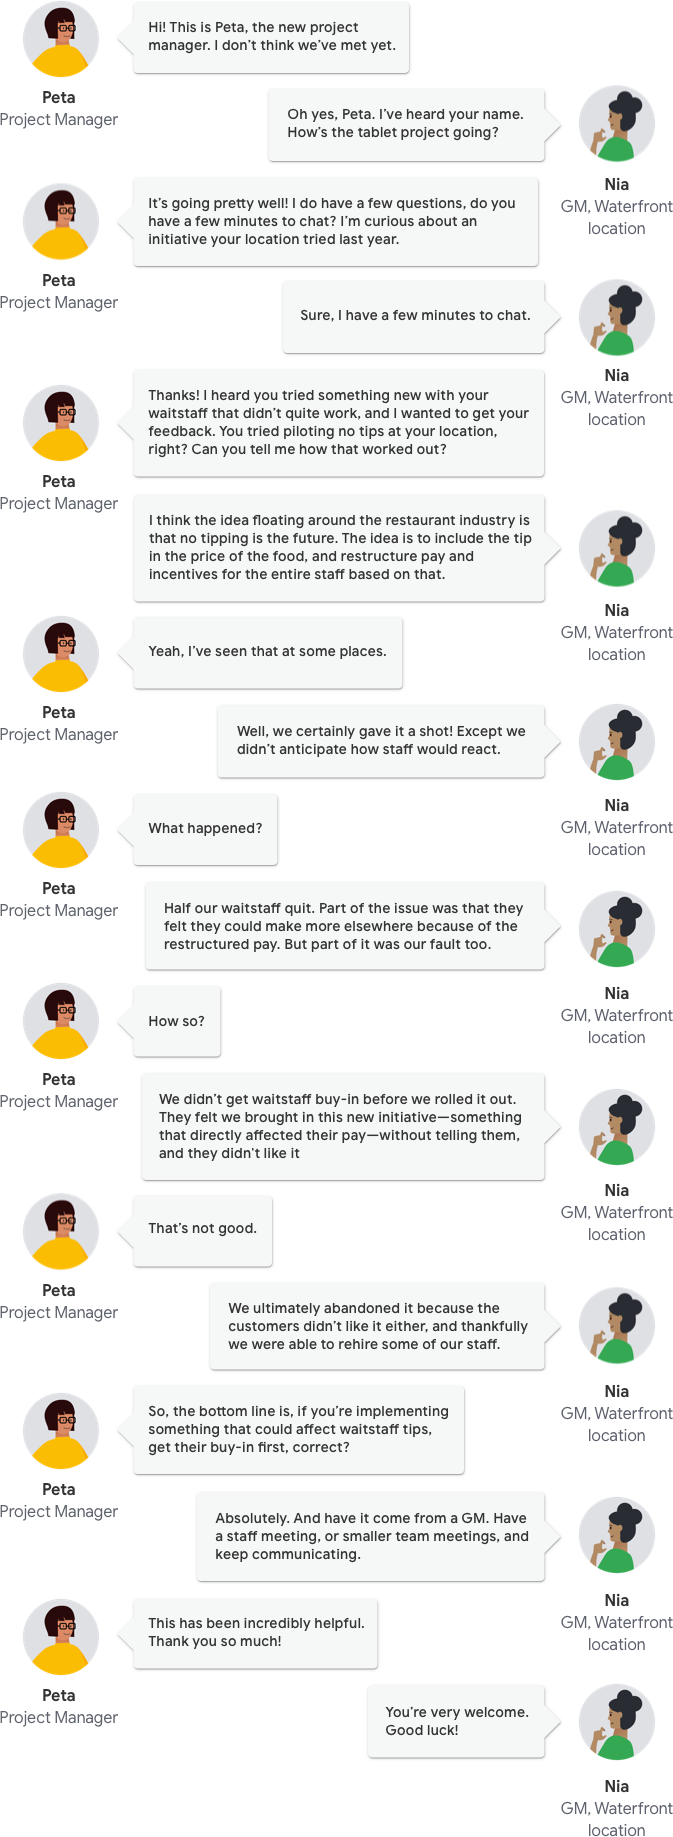 Hi! This is Peta, the new project
manager. I don't think we've met yet.
Peta
Project Manager
Oh yes, Peta. I've heard your name.
How's the tablet project going?
Nia
GM, Waterfront
location
It's going pretty well! I do have a few questions, do you
have a few minutes to chat? I'm curious about an
initiative your location tried last year.
Peta
Project Manager
Sure, I have a few minutes to chat.
Nia
GM, Waterfront
location
Thanks! I heard you tried something new with your
waitstaff that didn't quite work, and I wanted to get your
feedback. You tried piloting no tips at your location,
right? Can you tell me how that worked out?
Peta
Project Manager
I think the idea floating around the restaurant industry is
that no tipping is the future. The idea is to include the tip
in the price of the food, and restructure pay and
incentives for the entire staff based on that.
Nia
GM, Waterfront
location
Yeah, I've seen that at some places.
Peta
Project Manager
Well, we certainly gave it a shot! Except we
didn't anticipate how staff would react.
Nia
GM, Waterfront
location
What happened?
Peta
Project Manager
Half our waitstaff quit. Part of the issue was that they
felt they could make more elsewhere because of the
restructured pay. But part of it was our fault too.
Nia
GM, Waterfront
location
How so?
Peta
Project Manager
We didn't get waitstaff buy-in before we rolled it out.
They felt we brought in this new initiative—something
that directly affected their pay—without telling them,
and they didn't like it
Nia
GM, Waterfront
location
That's not good.
Peta
Project Manager
We ultimately abandoned it because the
customers didn't like it either, and thankfully
we were able to rehire some of our staff.
Nia
GM, Waterfront
location
So, the bottom line is, if you're implementing
something that could affect waitstaff tips,
get their buy-in first, correct?
Peta
Project Manager
Absolutely. And have it come from a GM. Have
a staff meeting, or smaller team meetings, and
keep communicating.
Nia
GM, Waterfront
location
This has been incredibly helpful.
Thank you so much!
Peta
Project Manager
You're very welcome.
Good luck!
Nia
GM, Waterfront
location